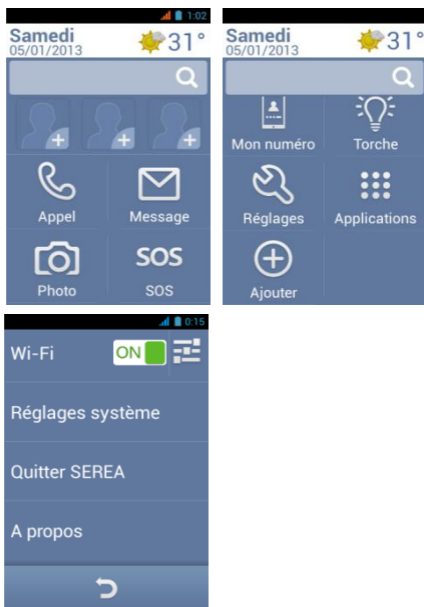 1:02
Samedi
05/01/2013
31°
Appel
Message
Photo
SOS
SOS
Samedi
05/01/2013
31°
Mon numéro
Torche
Réglages
Applications
Ajouter
0:15
Wi-Fi
ON
Réglages système
Quitter SEREA
A propos